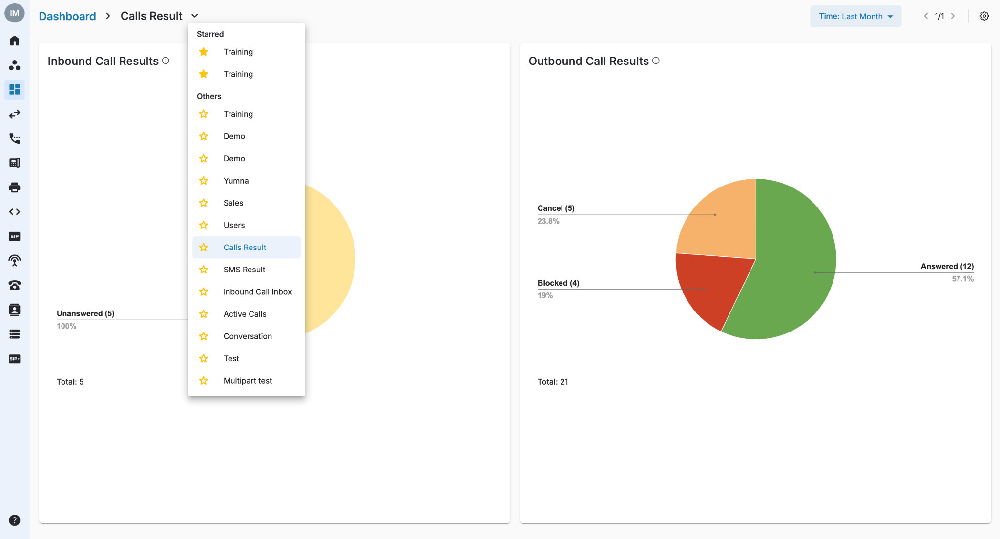 IM
Dashboard > Calls Result
Time: Last Month
1/1
Starred
Training
Training
Others
Training
Demo
Demo
Yumna
Sales
Users
Calls Result
SMS Result
Inbound Call Inbox
Active Calls
Conversation
Test
Multipart test
SIP
SIP+
?
Inbound Call Results
Unanswered (5)
100%
Total: 5
Outbound Call Results
Cancel (5)
23.8%
Blocked (4)
19%
Answered (12)
57.1%
Total: 21